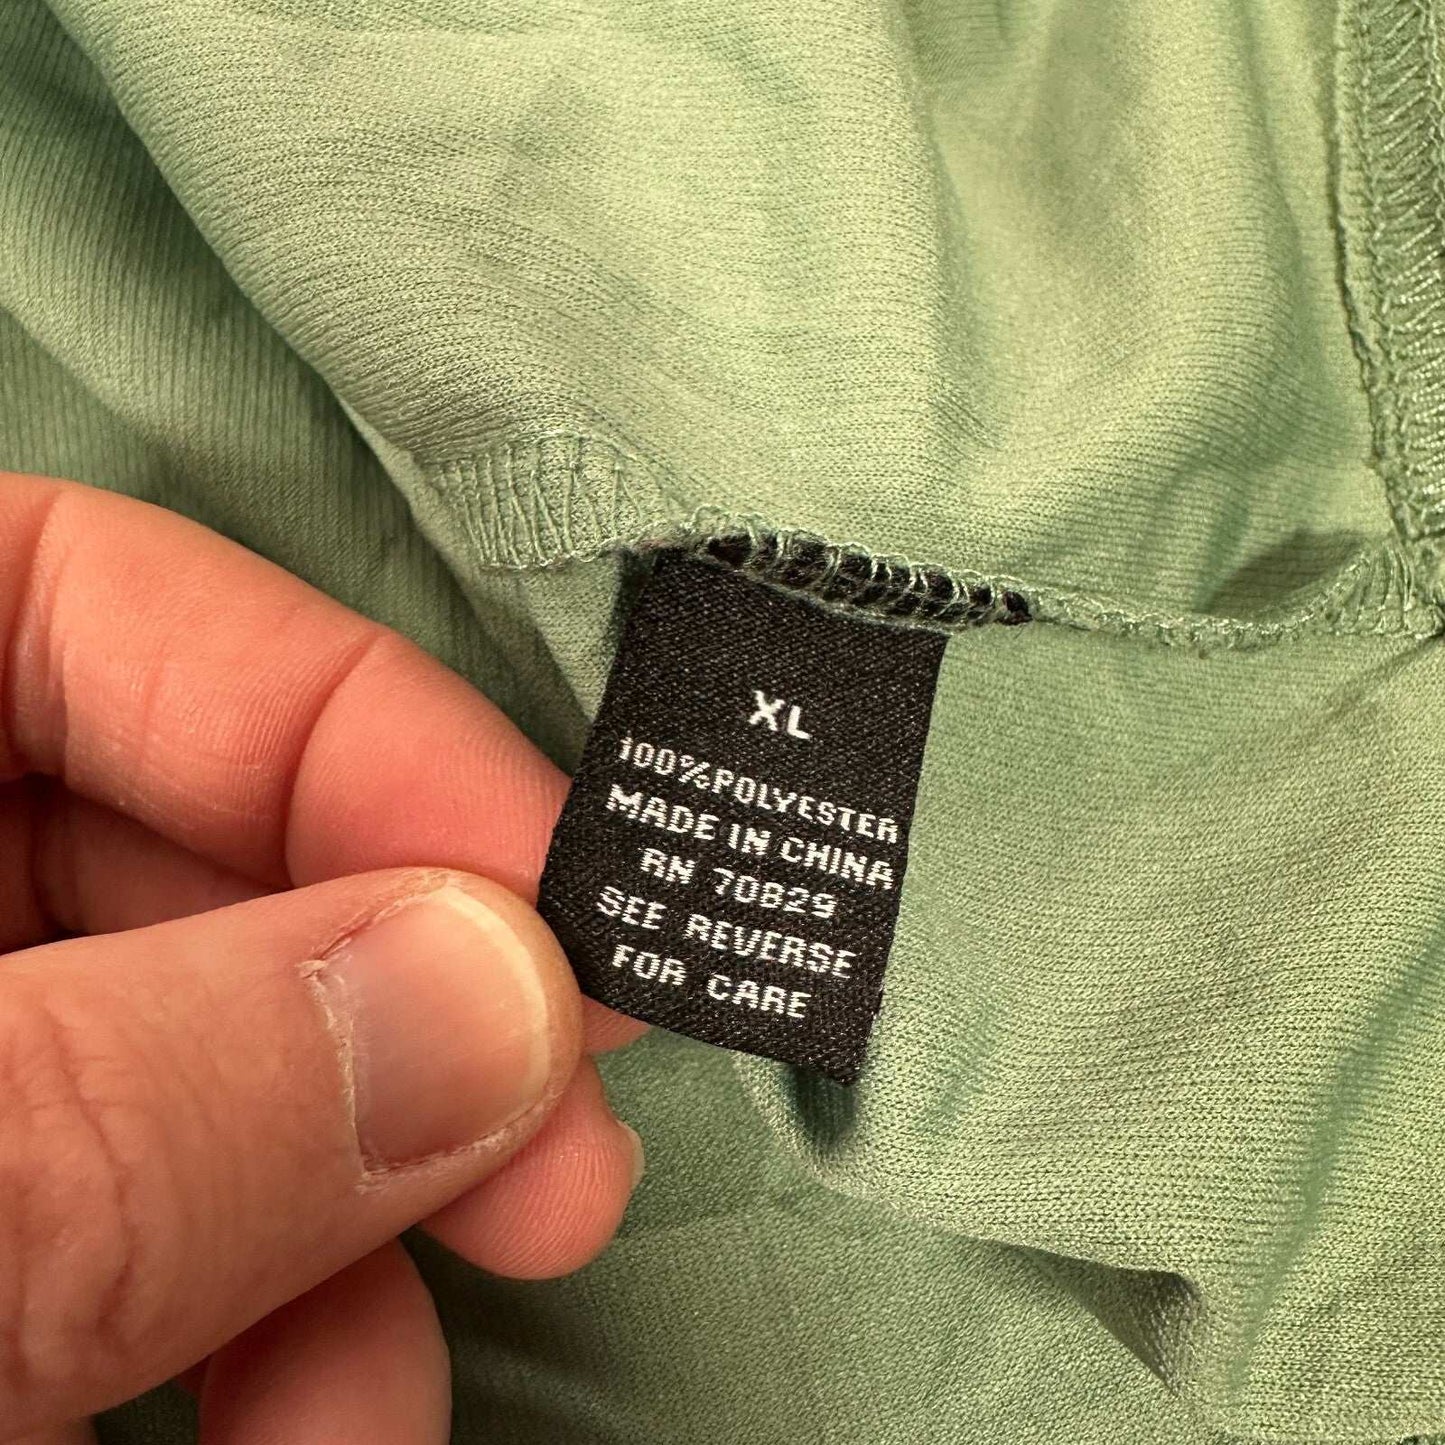 XL
100%POLYESTER
MADE IN CHINA
RN 70829
SEE REVERSE
FOR CARE